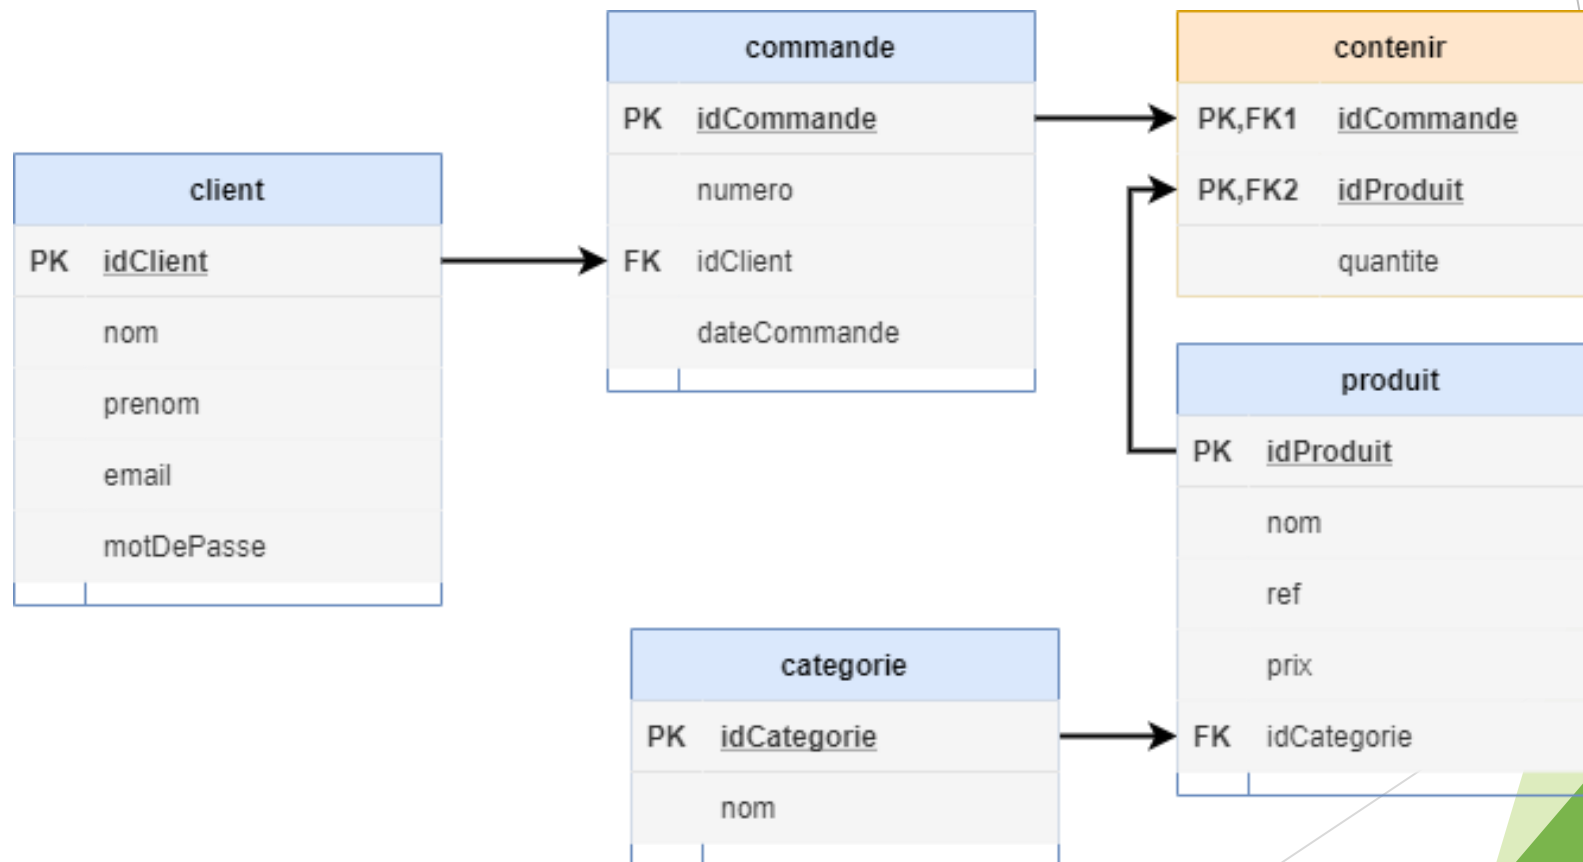 client
PK idClient
nom
prenom
email
motDePasse
commande
PK idCommande
numero
FK idClient
dateCommande
contenir
PK,FK1 idCommande
PK,FK2 idProduit
quantite
produit
PK idProduit
nom
ref
prix
FK idCategorie
categorie
PK idCategorie
nom